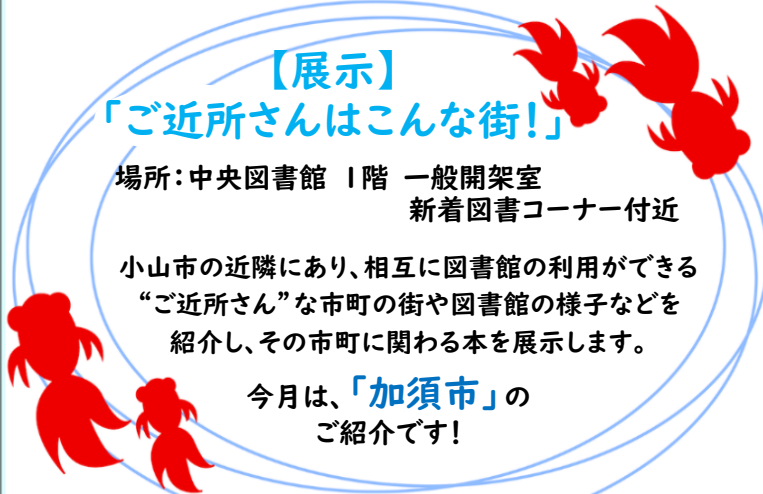 【展示】
「ご近所さんはこんな街!」
場所:中央図書館 1階 一般開架室
新着図書コーナー付近
小山市の近隣にあり、相互に図書館の利用ができる
“ご近所さん”な市町の街や図書館の様子などを
紹介し、その市町に関わる本を展示します。
今月は、「加須市」の
ご紹介です!